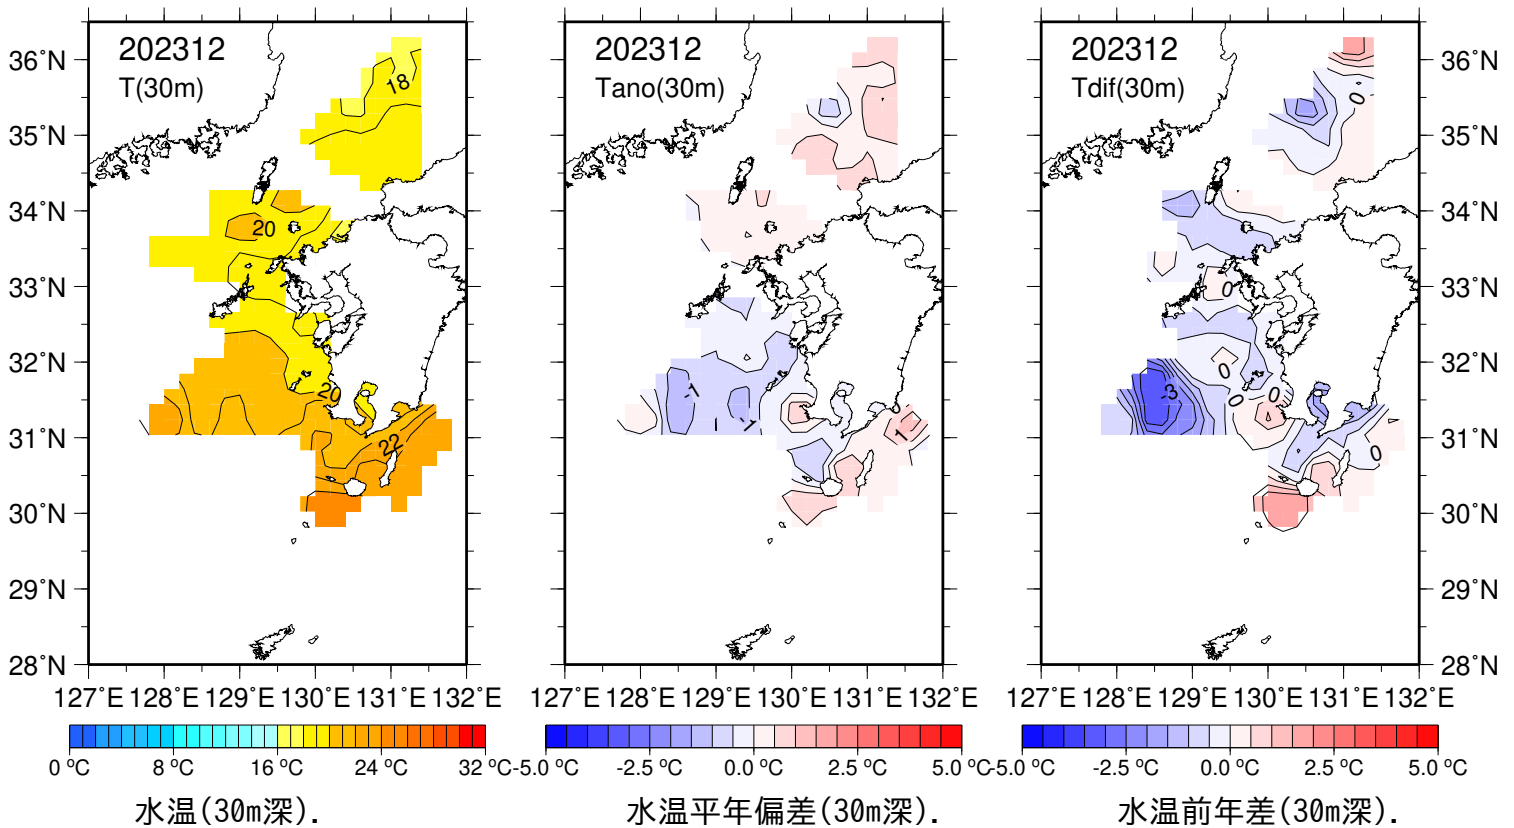 202312 202312 202312
T(30m) Tano(30m) Tdif(30m)
36°N 36°N
35°N 35°N
34°N 34°N
33°N 33°N
32°N 32°N
31°N 31°N
30°N 30°N
29°N 29°N
28°N 28°N
18
20
20
22
-1
-1
1
0
0
0
-3
0
0
0
127°E 128°E 129°E 130°E 131°E 132°E 127°E 128°E 129°E 130°E 131°E 132°E 127°E 128°E 129°E 130°E 131°E 132°E
0 °C 8 °C 16 °C 24 °C 32 °C -5.0 °C -2.5 °C 0.0 °C 2.5 °C 5.0 °C -5.0 °C -2.5 °C 0.0 °C 2.5 °C 5.0 °C
水温(30m深). 水温平年偏差(30m深). 水温前年差(30m深).